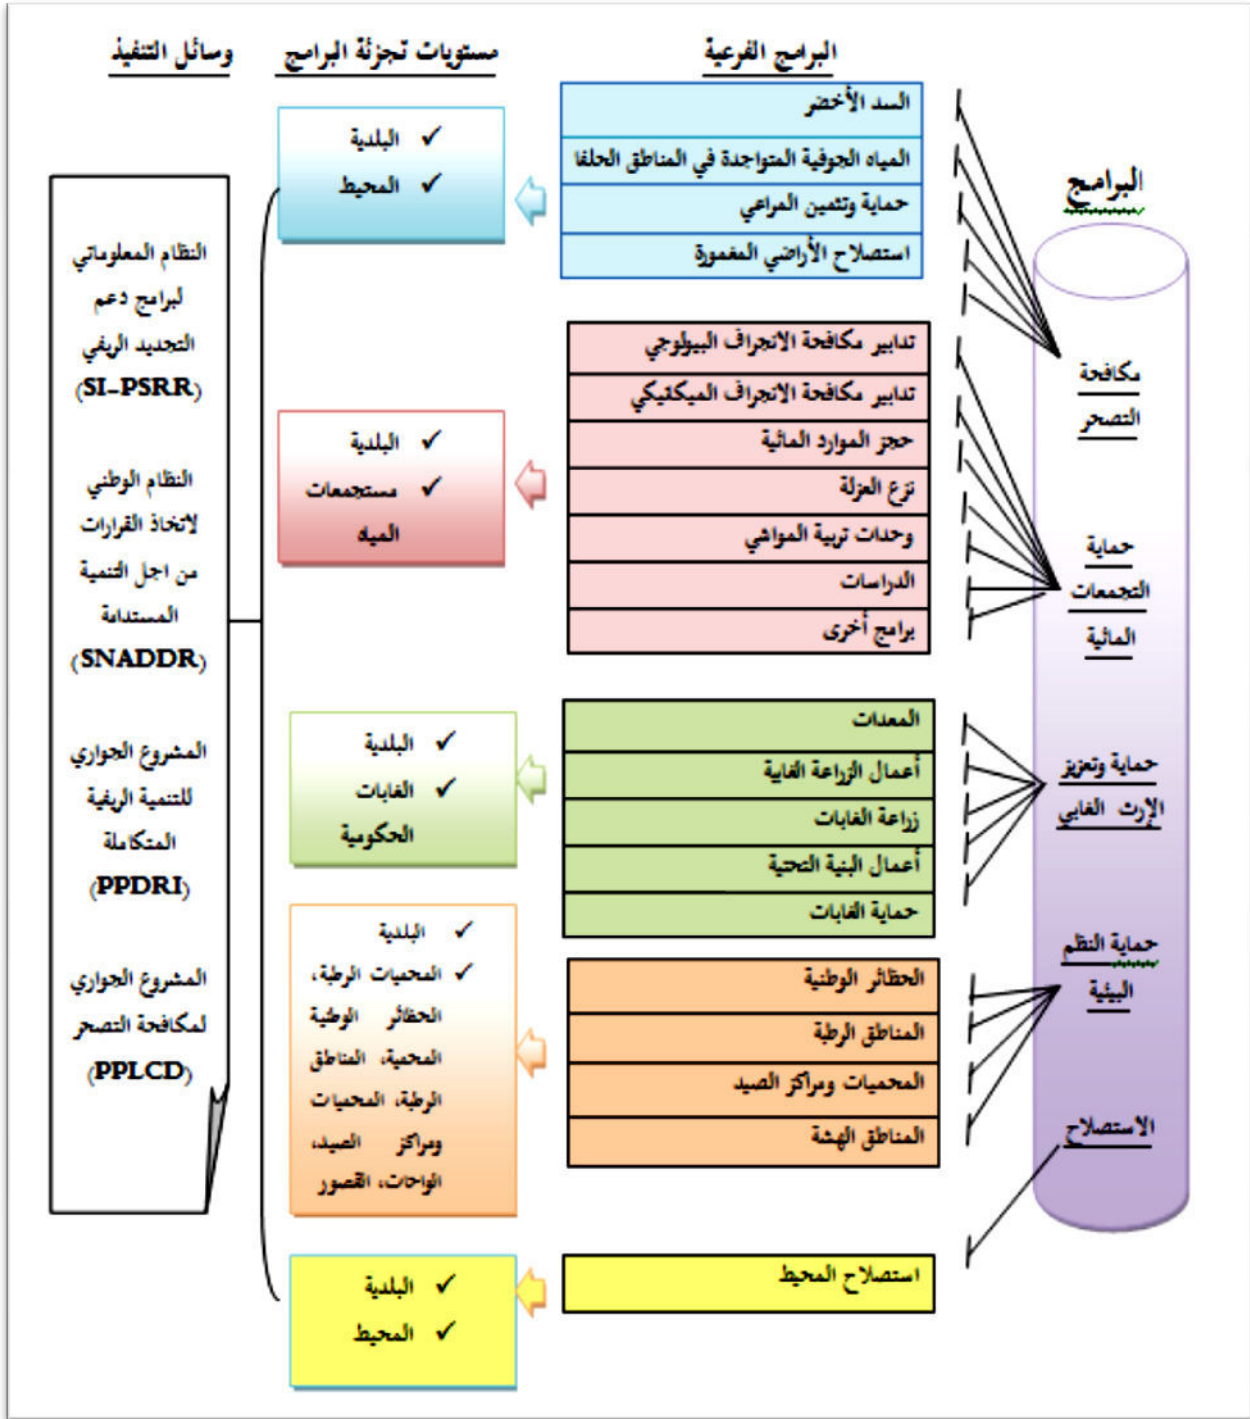 البرامج
مكافحة
التصحر
حماية
التجمعات
المائية
حماية وتعزيز
الإرث الغابي
حماية النظم
البيئية
الاستصلاح
البرامج الفرعية
السد الأخضر
المياه الجوفية المتواجدة في المناطق الحلفا
حماية وتثمين المراعي
استصلاح الأراضي المغمورة
تدابير مكافحة الانجراف البيولوجي
تدابير مكافحة الانجراف الميكنيكي
حجز الموارد المائية
نزع العزلة
وحدات تربية المواشي
الدراسات
برامج أخرى
المعدات
أعمال الزراعة الغابية
زراعة الغابات
أعمال البنية التحتية
حماية الغابات
الحظائر الوطنية
المناطق الرطبة
المحميات ومراكز الصيد
المناطق الهشة
استصلاح المحيط
مستويات تجزئة البرامج
✓ البلدية
✓ المحيط
✓ البلدية
✓ مستجمعات
المياه
✓ البلدية
✓ الغابات
الحكومية
✓ البلدية
✓ المحميات الرطبة،
الحظائر الوطنية
المحمية، المناطق
الرطبة، المحميات
ومراكز الصيد،
الواحات، القصور
✓ البلدية
✓ المحيط
وسائل التنفيذ
النظام المعلوماتي
لبرامج دعم
التجديد الريفي
(SI-PSRR)
النظام الوطني
لاتخاذ القرارات
من اجل التنمية
المستدامة
(SNADDR)
المشروع الجواري
للتنمية الريفية
المتكاملة
(PPDRI)
المشروع الجواري
لمكافحة التصحر
(PPLCD)